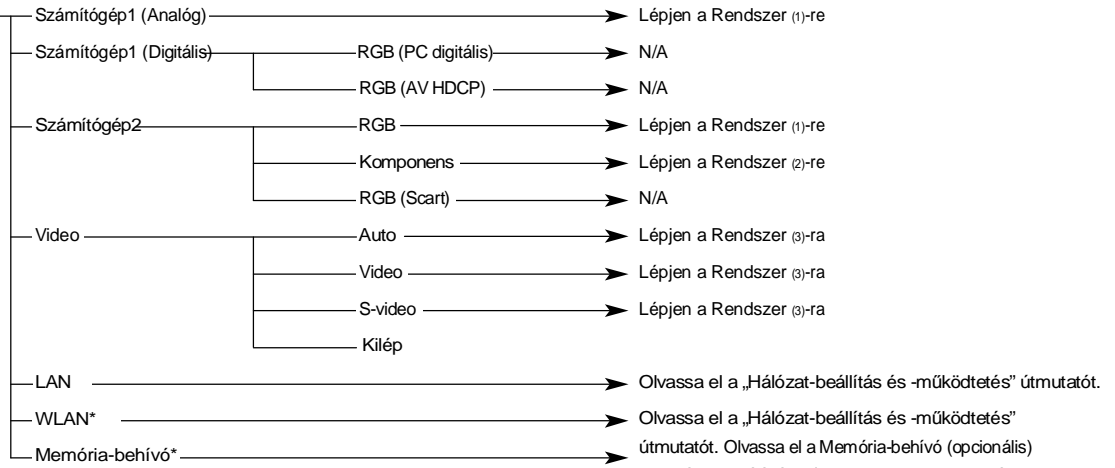 Számítógép1 (Analóg) Lépjen a Rendszer (1)-re
Számítógép1 (Digitális) RGB (PC digitális) N/A
RGB (AV HDCP) N/A
Számítógép2 RGB Lépjen a Rendszer (1)-re
Komponens Lépjen a Rendszer (2)-re
RGB (Scart) N/A
Video Auto Lépjen a Rendszer (3)-ra
Video Lépjen a Rendszer (3)-ra
S-video Lépjen a Rendszer (3)-ra
Kilép
LAN Olvassa el a „Hálózat-beállítás és -működtetés” útmutatót.
WLAN* Olvassa el a „Hálózat-beállítás és -működtetés”
Memória-behívó* útmutatót. Olvassa el a Memória-behívó (opcionális)